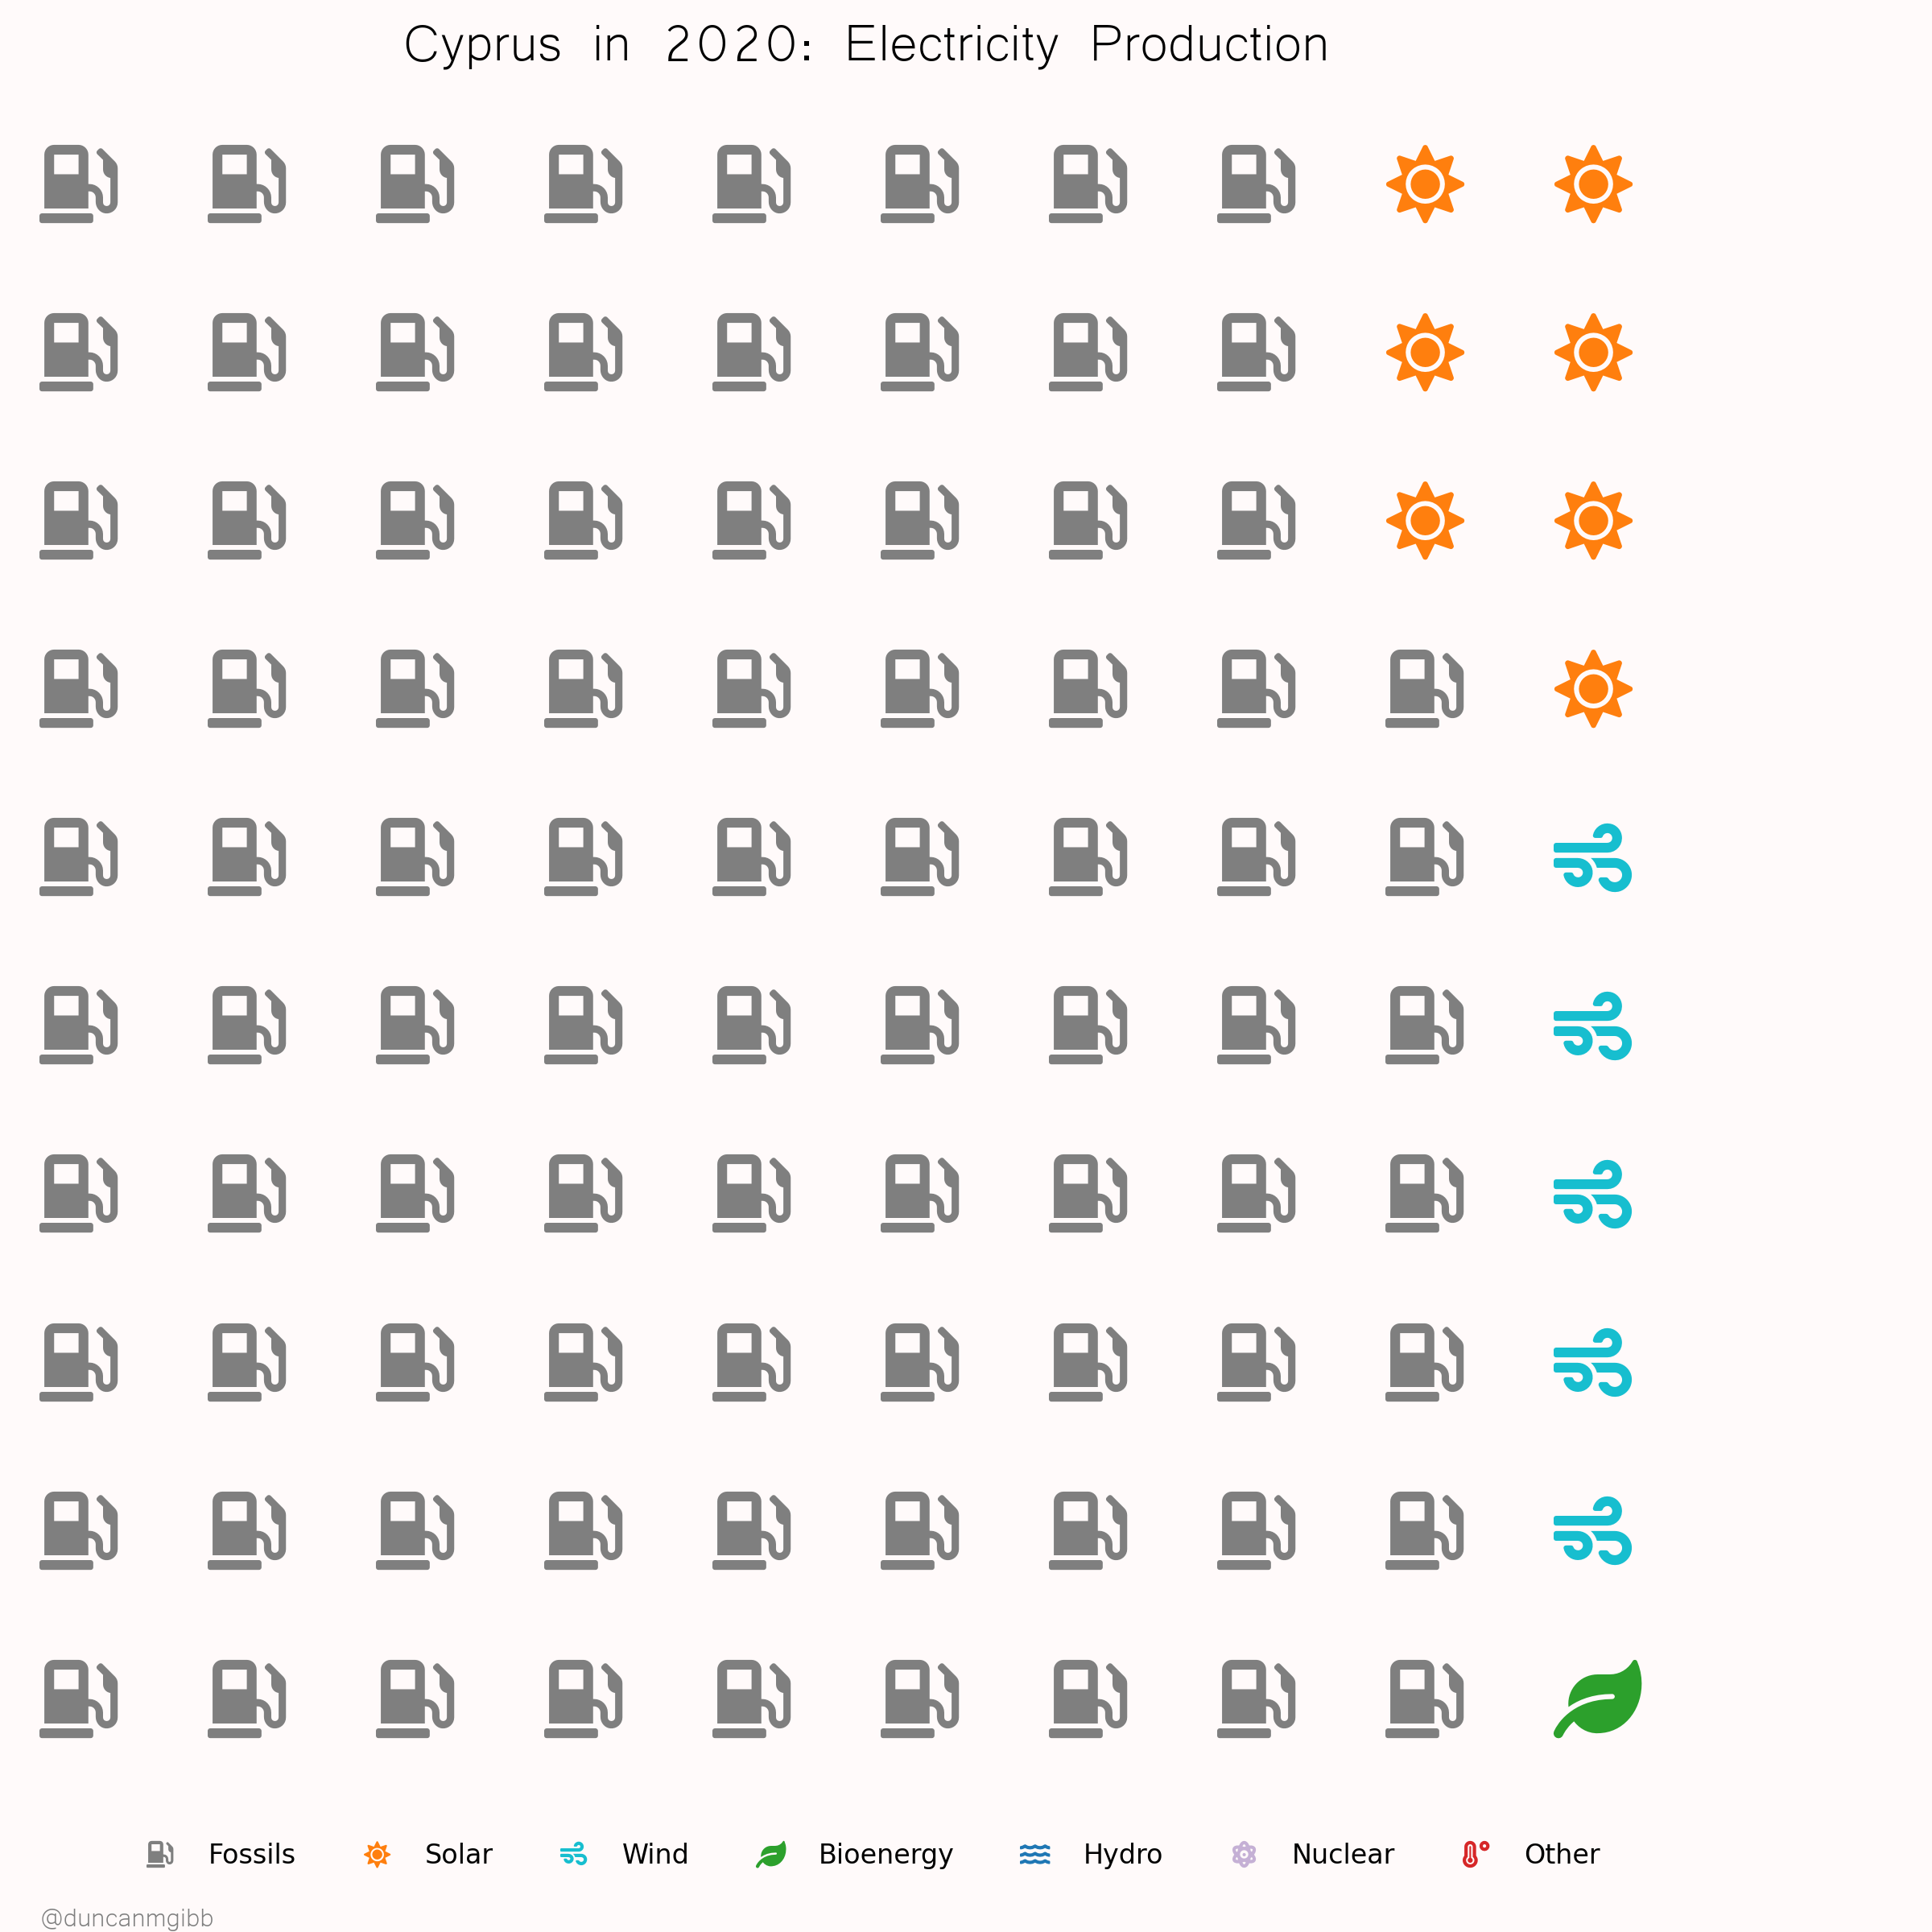 Cyprus in 2020: Electricity Production
Fossils Solar Wind Bioenergy Hydro Nuclear Other
@duncanmgibb